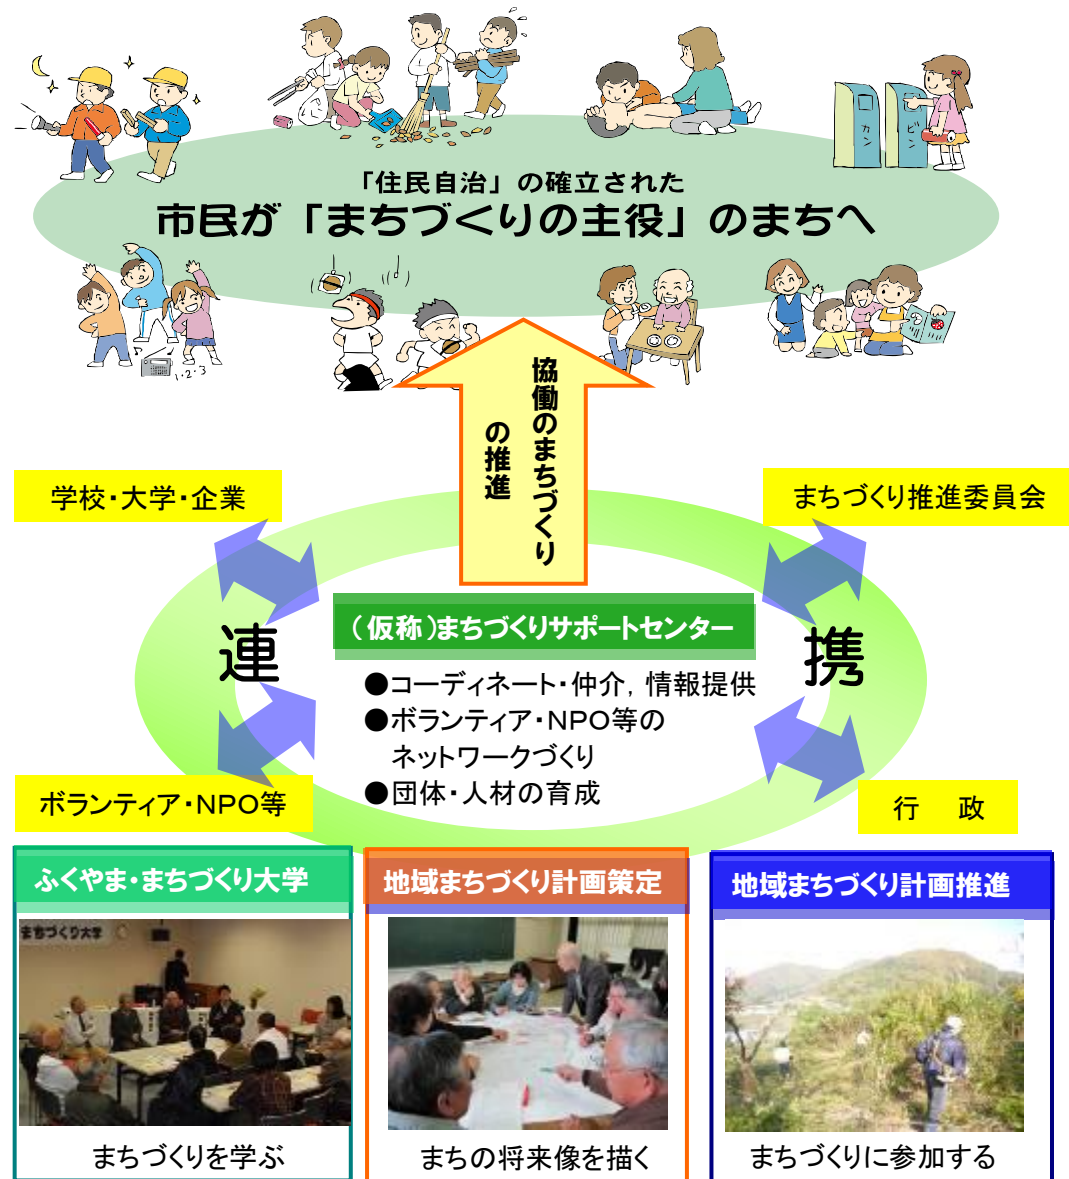 カン
ビン
「住民自治」の確立された
市民が「まちづくりの主役」のまちへ
1・2・3
協働のまちづくり
の推進
学校・大学・企業
まちづくり推進委員会
（仮称）まちづくりサポートセンター
連
携
●コーディネート・仲介，情報提供
●ボランティア・NPO等の
ネットワークづくり
●団体・人材の育成
ボランティア・NPO等
行　政
ふくやま・まちづくり大学
まちづくり大学
まちづくりを学ぶ
地域まちづくり計画策定
まちの将来像を描く
地域まちづくり計画推進
まちづくりに参加する